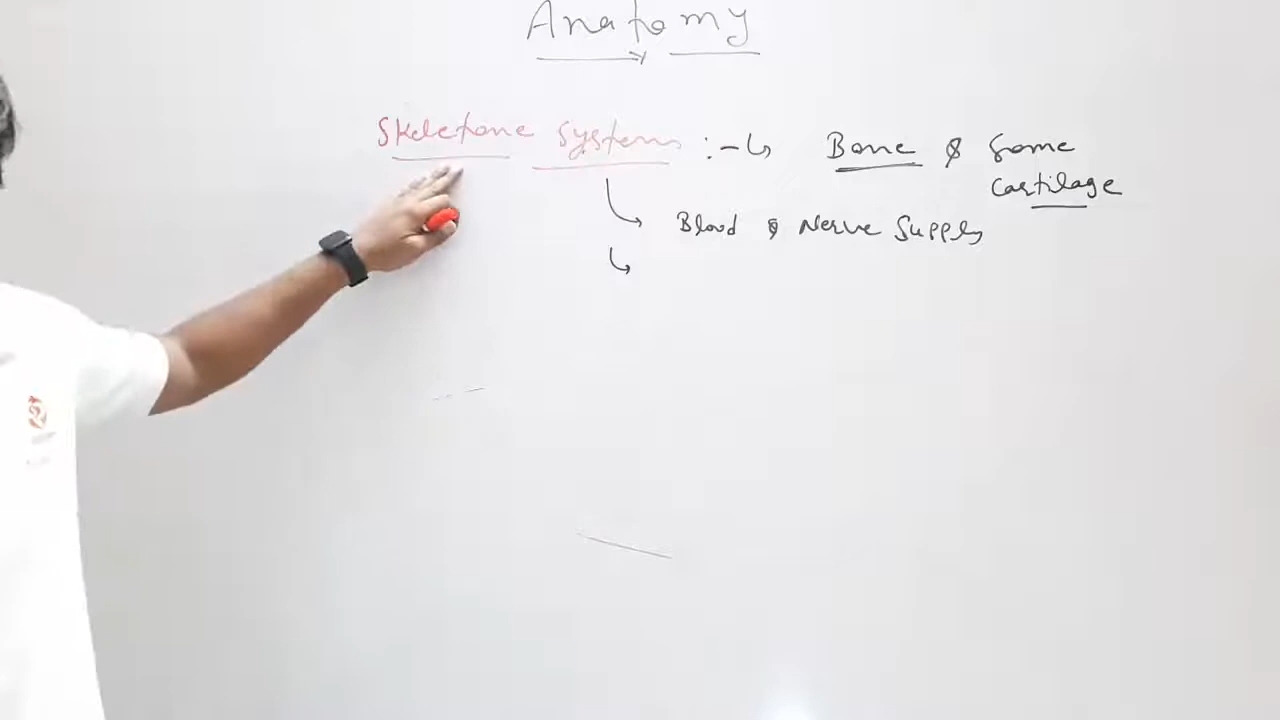 Anatomy
Skeletone Systems :- ↳ Bone & Some
Cartilage
↳ Blood & Nerve Supply
↳